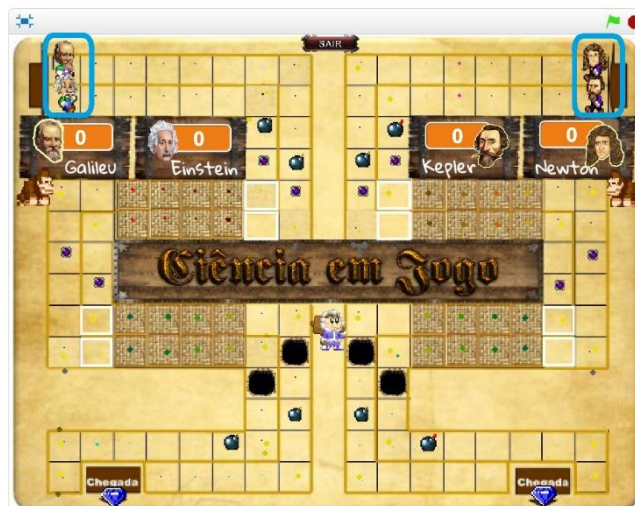 SAIR
0
0
0
0
Galileu
Einstein
Kepler
Newton
Ciência em Jogo
Chegada
Chegada